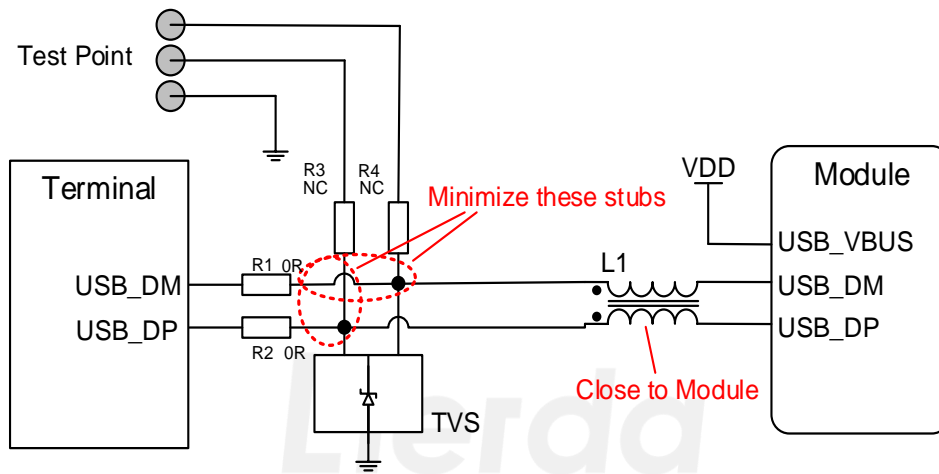 Test Point
R3
NC
R4
NC
Minimize these stubs
Terminal
VDD
Module
USB_VBUS
R1 0R
L1
USB_DM
USB_DM
USB_DP
USB_DP
R2 0R
Close to Module
TVS
Lierda